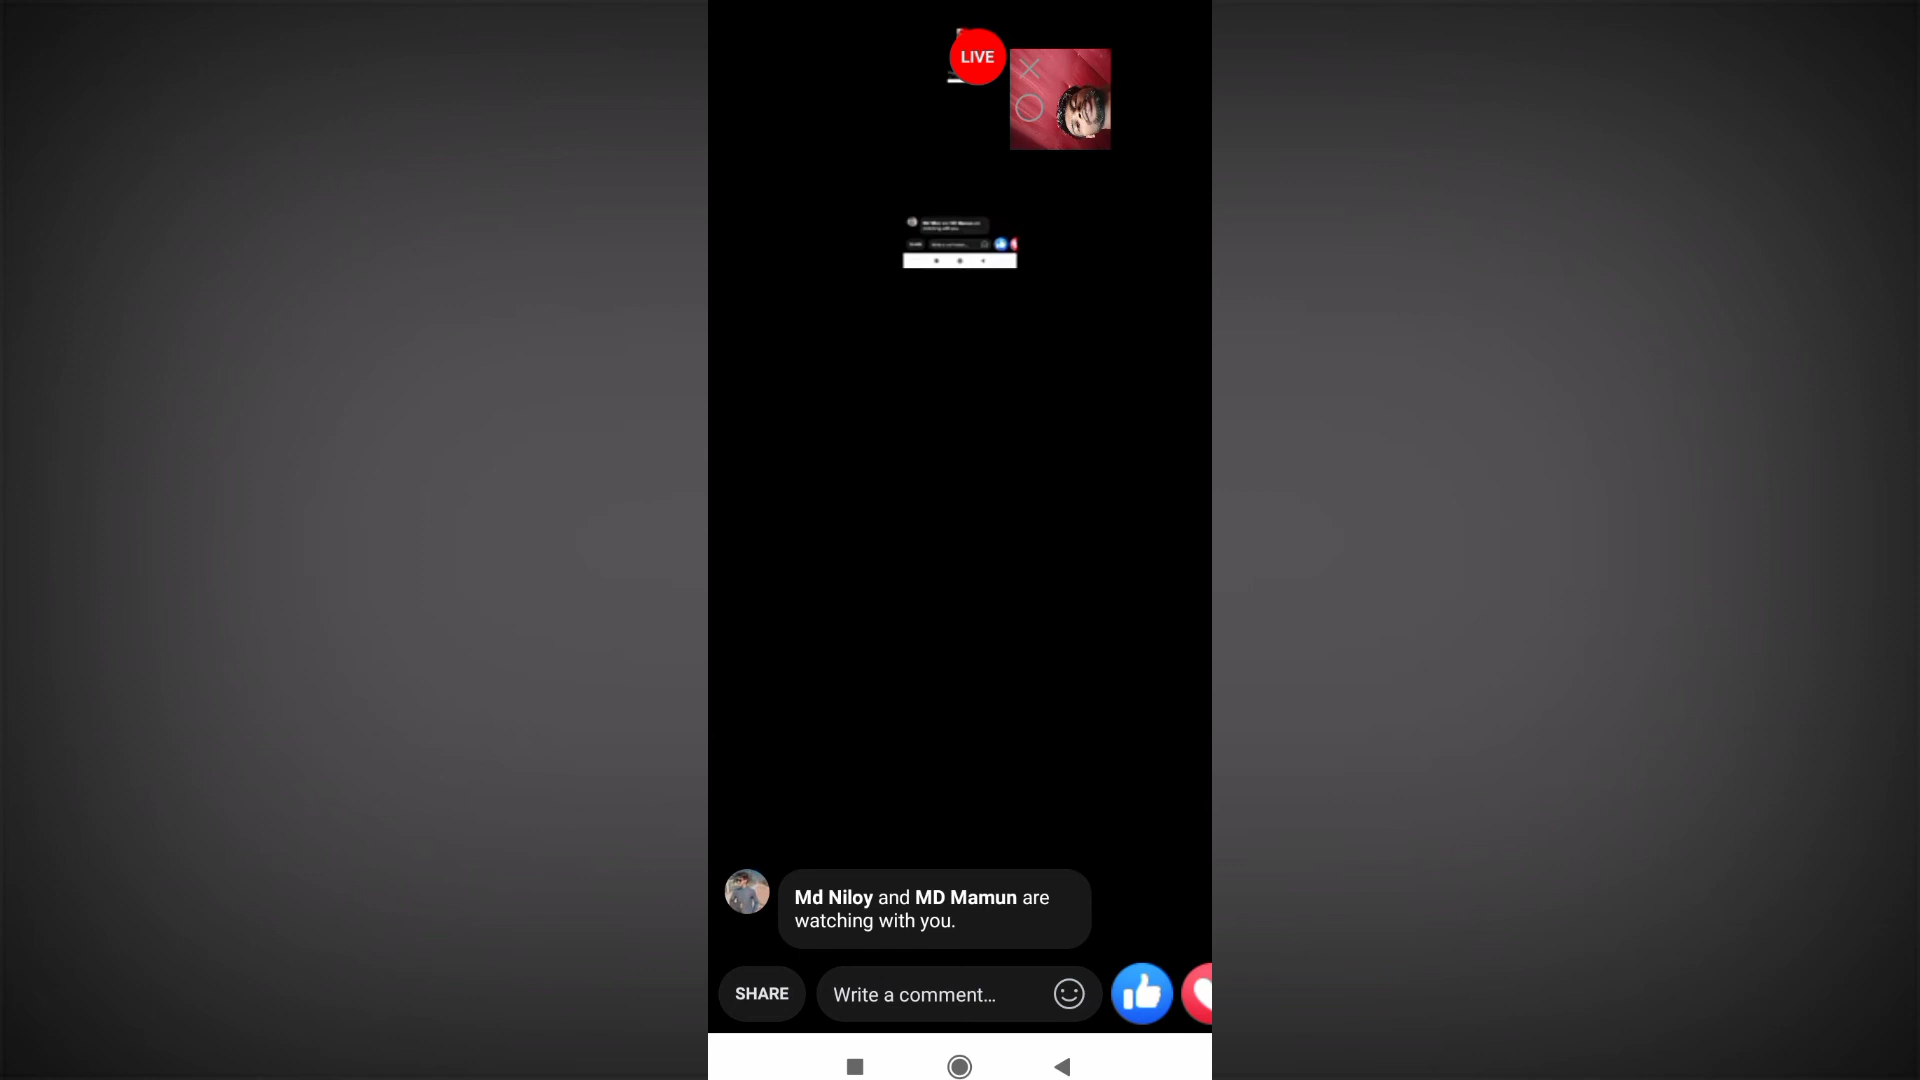 LIVE
Md Niloy and MD Mamun are
watching with you.
SHARE
Write a comment...